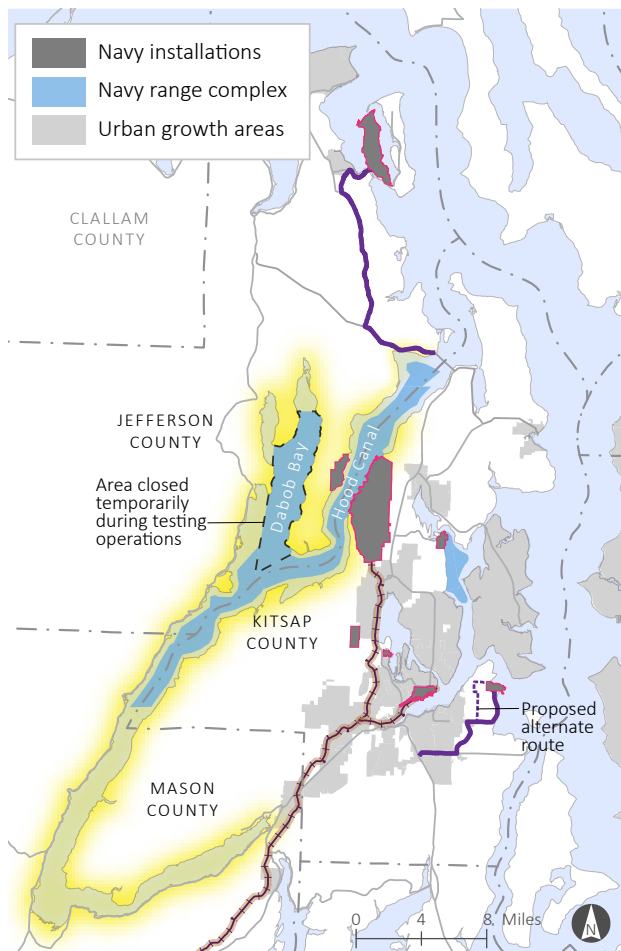 Navy installations
Navy range complex
Urban growth areas
CLALLAM
COUNTY
JEFFERSON
COUNTY
Dabob Bay
Hood Canal
Area closed
temporarily
during testing
operations
KITSAP
COUNTY
Proposed
alternate
route
MASON
COUNTY
0 4 8 Miles
N